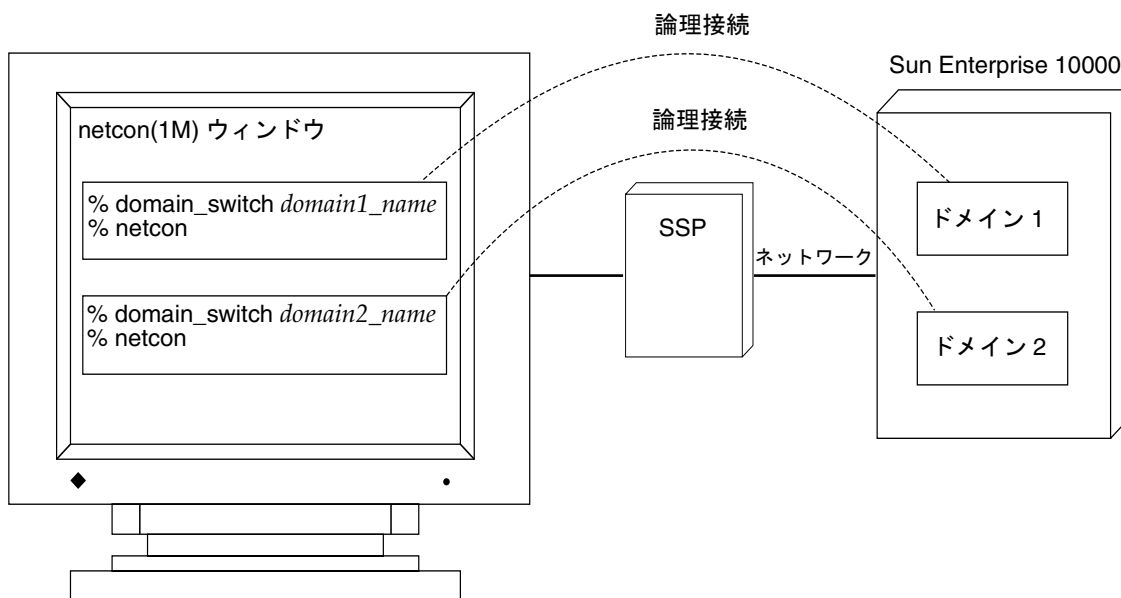 論理接続
Sun Enterprise 10000
netcon(1M) ウィンドウ
論理接続
% domain_switch domain1_name
% netcon
SSP
ネットワーク
ドメイン 1
% domain_switch domain2_name
% netcon
ドメイン 2